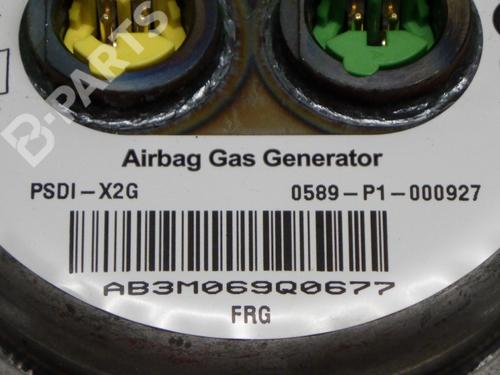 B-PARTS
Airbag Gas Generator
PSDI-X2G 0589-P1-000927
AB3M069Q0677
FRG